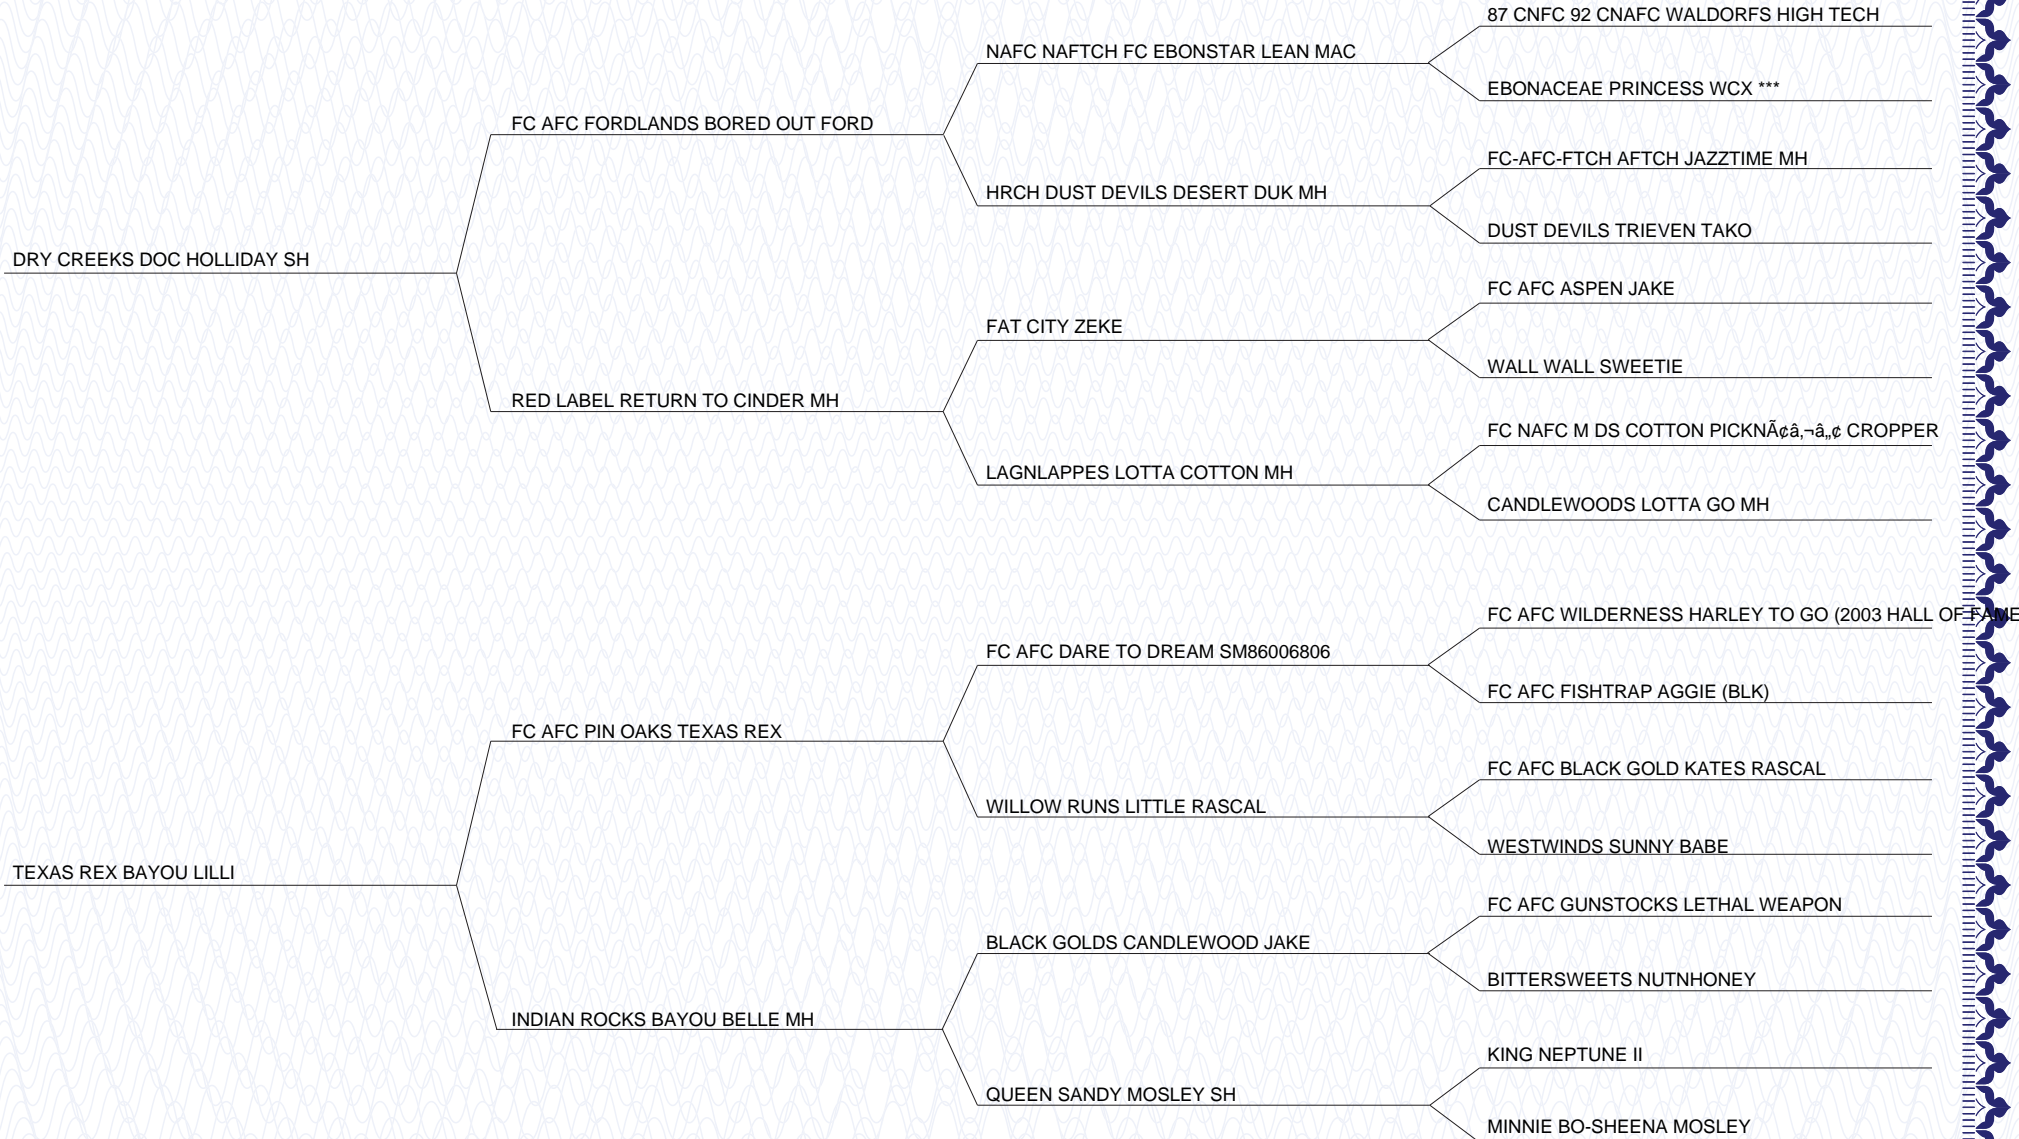 87 CNFC 92 CNAFC WALDORFS HIGH TECH
NAFC NAFTCH FC EBONSTAR LEAN MAC
EBONACEAE PRINCESS WCX ***
FC AFC FORDLANDS BORED OUT FORD
FC-AFC-FTCH AFTCH JAZZTIME MH
HRCH DUST DEVILS DESERT DUK MH
DUST DEVILS TRIEVEN TAKO
DRY CREEKS DOC HOLLIDAY SH
FC AFC ASPEN JAKE
FAT CITY ZEKE
WALL WALL SWEETIE
RED LABEL RETURN TO CINDER MH
FC NAFC M DS COTTON PICKNÃ¢â‚¬â„¢ CROPPER
LAGNLAPPES LOTTA COTTON MH
CANDLEWOODS LOTTA GO MH
FC AFC WILDERNESS HARLEY TO GO (2003 HALL OF FAME
FC AFC DARE TO DREAM SM86006806
FC AFC FISHTRAP AGGIE (BLK)
FC AFC PIN OAKS TEXAS REX
FC AFC BLACK GOLD KATES RASCAL
WILLOW RUNS LITTLE RASCAL
WESTWINDS SUNNY BABE
TEXAS REX BAYOU LILLI
FC AFC GUNSTOCKS LETHAL WEAPON
BLACK GOLDS CANDLEWOOD JAKE
BITTERSWEETS NUTNHONEY
INDIAN ROCKS BAYOU BELLE MH
KING NEPTUNE II
QUEEN SANDY MOSLEY SH
MINNIE BO-SHEENA MOSLEY